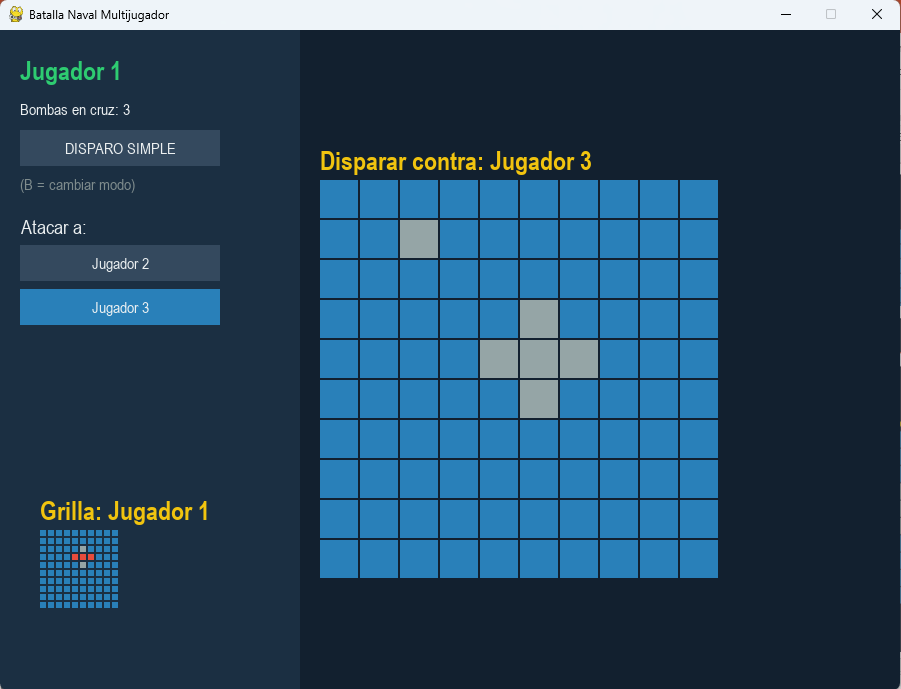 Batalla Naval Multijugador
Jugador 1
Bombas en cruz: 3
DISPARO SIMPLE
(B = cambiar modo)
Atacar a:
Jugador 2
Jugador 3
Grilla: Jugador 1
Disparar contra: Jugador 3